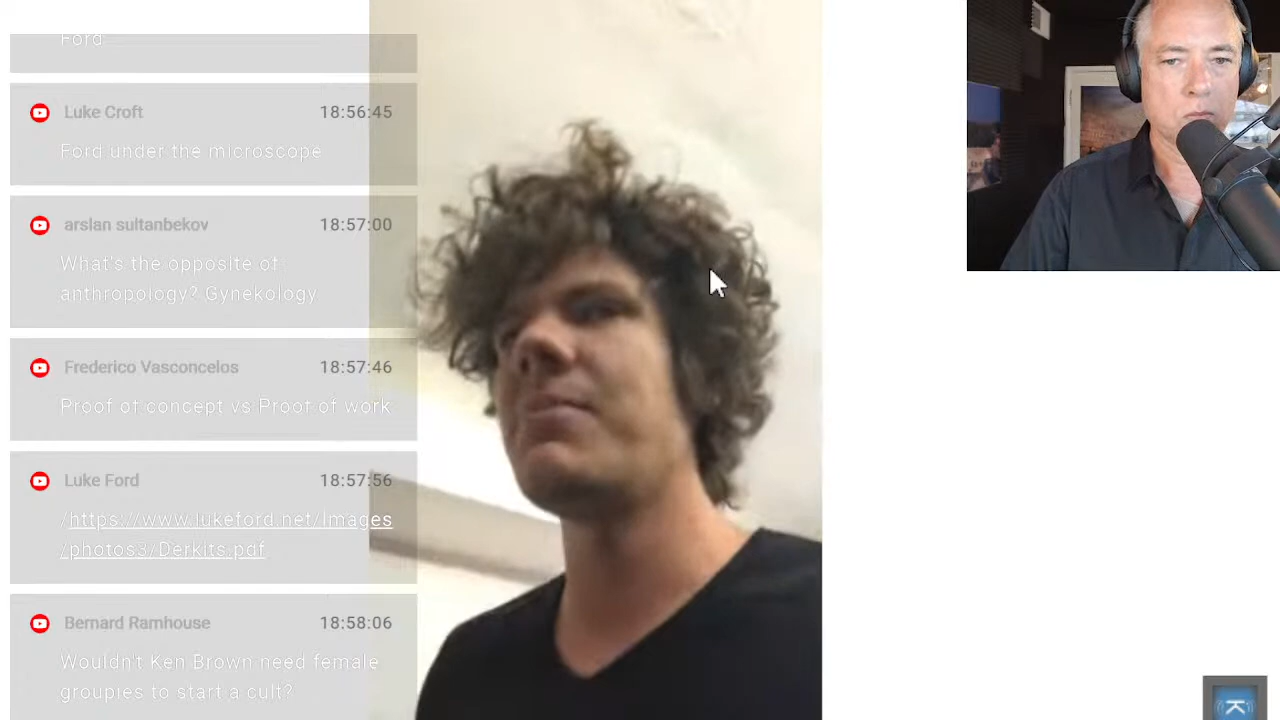 Ford
Luke Croft 18:56:45
Ford under the microscope
arslan sultanbekov 18:57:00
What's the opposite of
anthropology? Gynekology
Frederico Vasconcelos 18:57:46
Proof of concept vs Proof of work
Luke Ford 18:57:56
/https://www.lukeford.net/Images
/photos3/Derkits.pdf
Bernard Ramhouse 18:58:06
Wouldn't Ken Brown need female
groupies to start a cult?
K